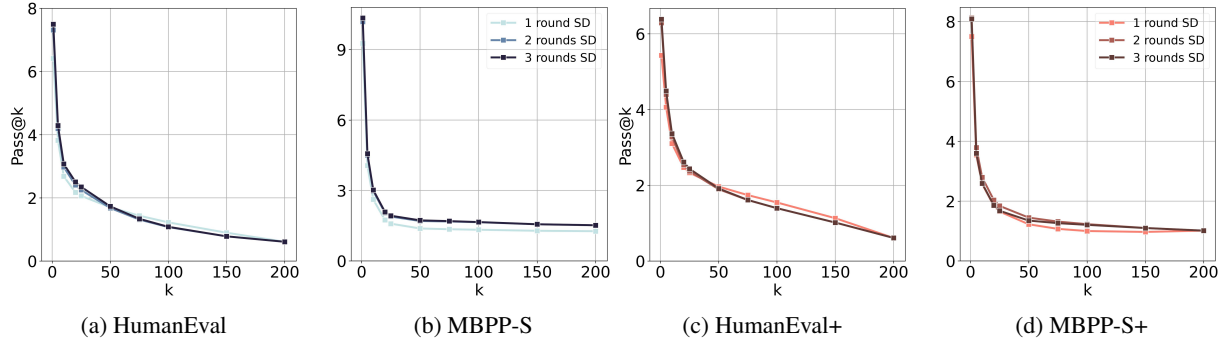 Pass@k
8
6
4
2
0
0 50 100 150 200
k
(a) HumanEval
9
6
3
0
0 50 100 150 200
k
1 round SD
2 rounds SD
3 rounds SD
(b) MBPP-S
Pass@k
6
4
2
0
0 50 100 150 200
k
(c) HumanEval+
8
6
4
2
0
0 50 100 150 200
k
1 round SD
2 rounds SD
3 rounds SD
(d) MBPP-S+